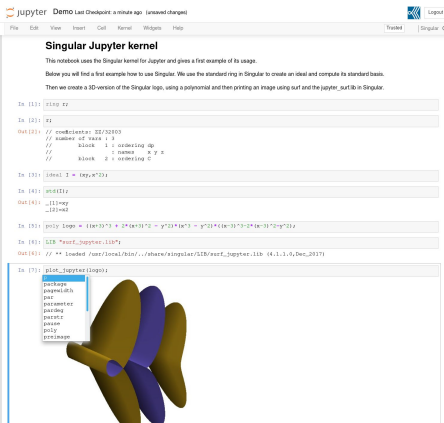 jupyter Demo Last Checkpoint: a minute ago (unsaved changes) Logout
File Edit View Insert Cell Kernel Widgets Help Trusted Singular
Singular Jupyter kernel
This notebook uses the Singular kernel for Jupyter and gives a first example of its usage.
Below you will find a first example how to use Singular. We use the standard ring in Singular to create an ideal and compute its standard basis.
Then we create a 3D-version of the Singular logo, using a polynomial and then printing an image using surf and the jupyter_surf.lib in Singular.
In [1]: ring r;
In [2]: r;
Out[2]: // coefficients: ZZ/32003
// number of vars : 3
// block 1 : ordering dp
// : names x y z
// block 2 : ordering C
In [3]: ideal I = (xy,x^2);
In [4]: std(I);
Out[4]: _[1]=xy
_[2]=x2
In [5]: poly logo = ((x+3)^3 + 2*(x+3)^2 - y^2)*(x^3 - y^2)*((x-3)^3-2*(x-3)^2-y^2);
In [6]: LIB "surf_jupyter.lib";
Out[6]: // ** loaded /usr/local/bin/../share/singular/LIB/surf_jupyter.lib (4.1.1.0,Dec_2017)
In [7]: plot_jupyter(logo);
package
pagewidth
par
parameter
pardeg
parstr
pause
poly
preimage